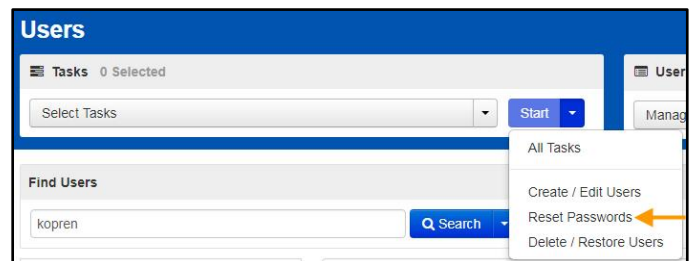 Users
Tasks 0 Selected
User
Select Tasks
Start
Manag
All Tasks
Find Users
Create / Edit Users
kopren
Search
Reset Passwords
Delete / Restore Users